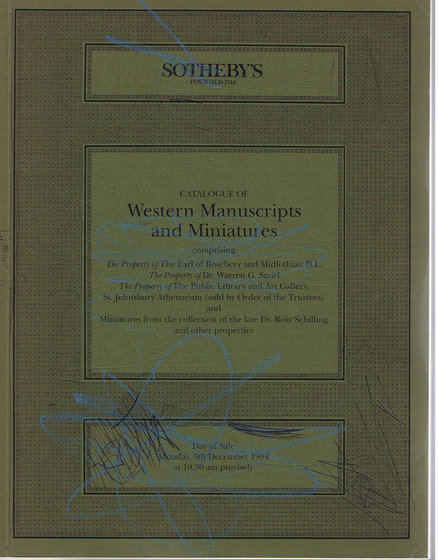 SOTHEBY'S
FOUNDED 1744
CATALOGUE OF
Western Manuscripts
and Miniatures
comprising
The Property of The Earl of Rosebery and Midlothian D.L.
The Property of Dr. Warren G. Smirl
The Property of The Public Library and Art Gallery,
St. Johnsbury Athenaeum (sold by Order of the Trustees)
and
Miniatures from the collection of the late Dr. Rosy Schilling
and other properties
Day of Sale
Monday, 5th December 1994
at 10.30 am precisely